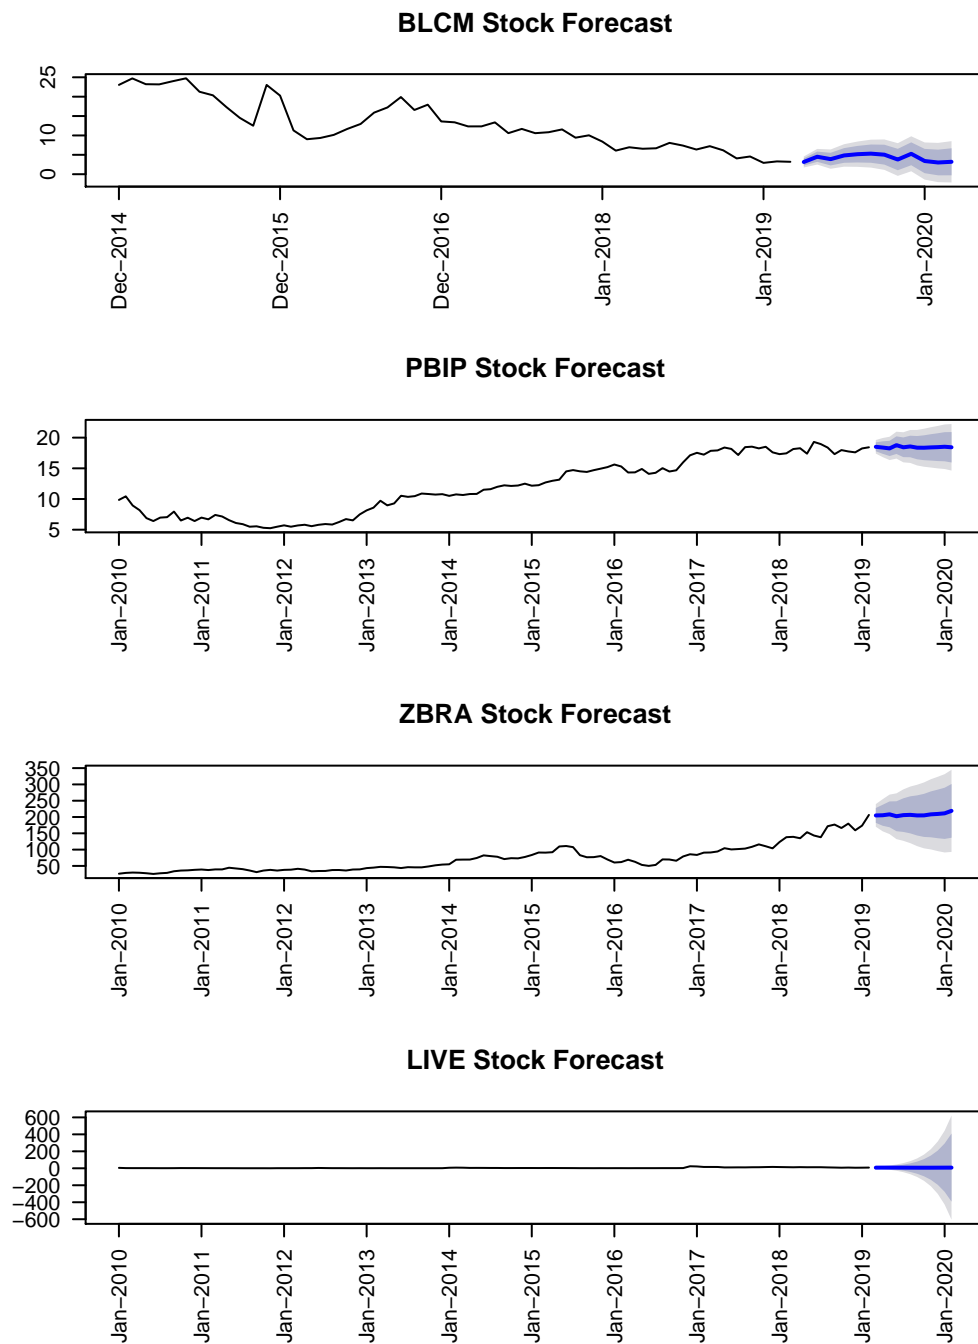 BLCM Stock Forecast
25
10
0
Dec−2014
Dec−2015
Dec−2016
Jan−2018
Jan−2019
Jan−2020
PBIP Stock Forecast
20
15
10
5
Jan−2010
Jan−2011
Jan−2012
Jan−2013
Jan−2014
Jan−2015
Jan−2016
Jan−2017
Jan−2018
Jan−2019
Jan−2020
ZBRA Stock Forecast
350
300
250
200
150
100
50
Jan−2010
Jan−2011
Jan−2012
Jan−2013
Jan−2014
Jan−2015
Jan−2016
Jan−2017
Jan−2018
Jan−2019
Jan−2020
LIVE Stock Forecast
600
400
200
0
−200
−400
−600
Jan−2010
Jan−2011
Jan−2012
Jan−2013
Jan−2014
Jan−2015
Jan−2016
Jan−2017
Jan−2018
Jan−2019
Jan−2020